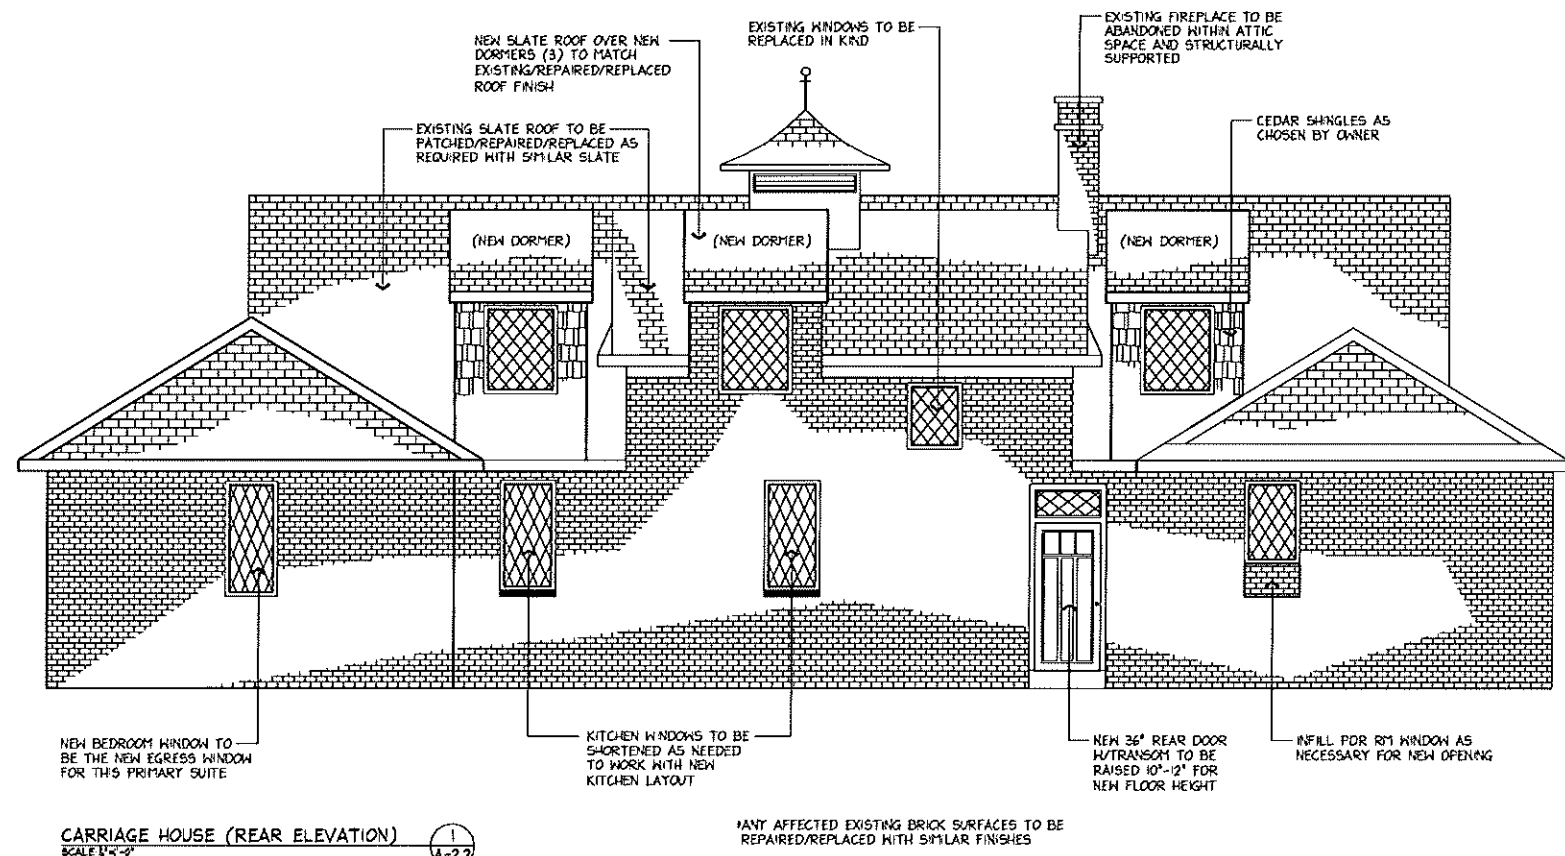 EXISTING WINDOWS TO BE
REPLACED IN KIND
EXISTING FIREPLACE TO BE
ABANDONED WITHIN ATTIC
SPACE AND STRUCTURALLY
SUPPORTED
NEW SLATE ROOF OVER NEW
DORMERS (3) TO MATCH
EXISTING/REPAIRED/REPLACED
ROOF FINISH
EXISTING SLATE ROOF TO BE
PATCHED/REPAIRED/REPLACED AS
REQUIRED WITH SIMILAR SLATE
CEDAR SHINGLES AS
CHOSEN BY OWNER
(NEW DORMER)
(NEW DORMER)
(NEW DORMER)
NEW BEDROOM WINDOW TO
BE THE NEW EGRESS WINDOW
FOR THIS PRIMARY SUITE
KITCHEN WINDOWS TO BE
SHORTENED AS NEEDED
TO WORK WITH NEW
KITCHEN LAYOUT
NEW 36" REAR DOOR
W/TRANSOM TO BE
RAISED 10"-12" FOR
NEW FLOOR HEIGHT
INFILL PDR RM WINDOW AS
NECESSARY FOR NEW OPENING
CARRIAGE HOUSE (REAR ELEVATION)
1
A-2.2
SCALE
*ANY AFFECTED EXISTING BRICK SURFACES TO BE
REPAIRED/REPLACED WITH SIMILAR FINISHES